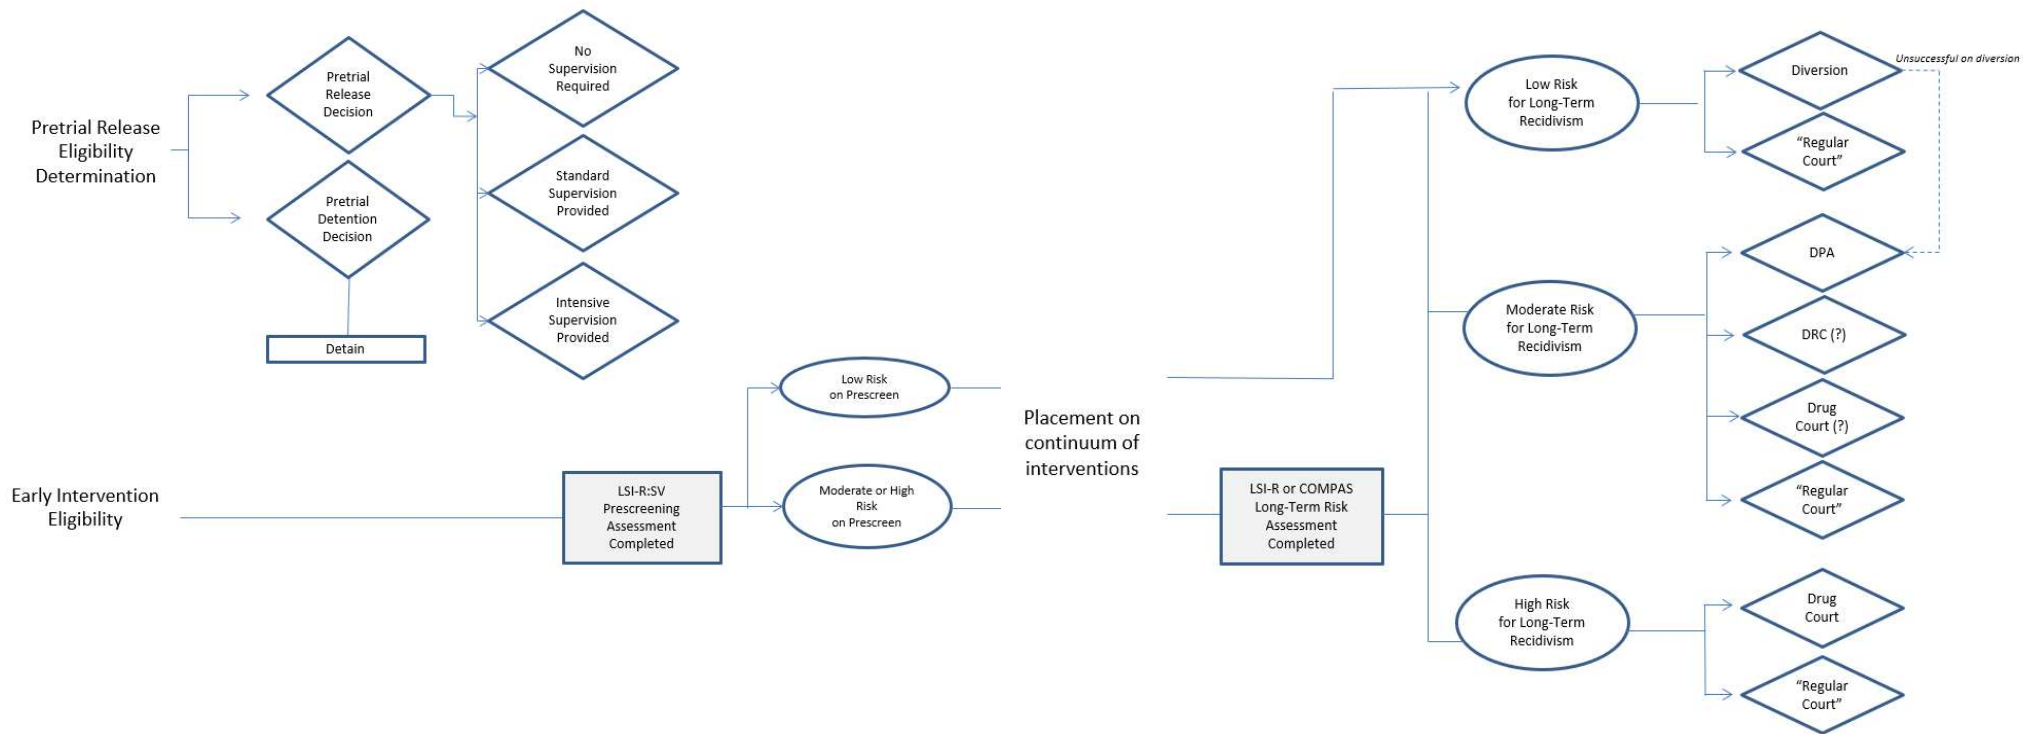 Pretrial Release
Eligibility
Determination
Pretrial
Release
Decision
Pretrial
Detention
Decision
Detain
No
Supervision
Required
Standard
Supervision
Provided
Intensive
Supervision
Provided
Early Intervention
Eligibility
LSI-R:SV
Prescreening
Assessment
Completed
Low Risk
on Prescreen
Moderate or High
Risk
on Prescreen
Placement on
continuum of
interventions
LSI-R or COMPAS
Long-Term Risk
Assessment
Completed
Low Risk
for Long-Term
Recidivism
Diversion
Unsuccessful on diversion
“Regular
Court”
Moderate Risk
for Long-Term
Recidivism
DPA
DRC (?)
Drug
Court (?)
“Regular
Court”
High Risk
for Long-Term
Recidivism
Drug
Court
“Regular
Court”